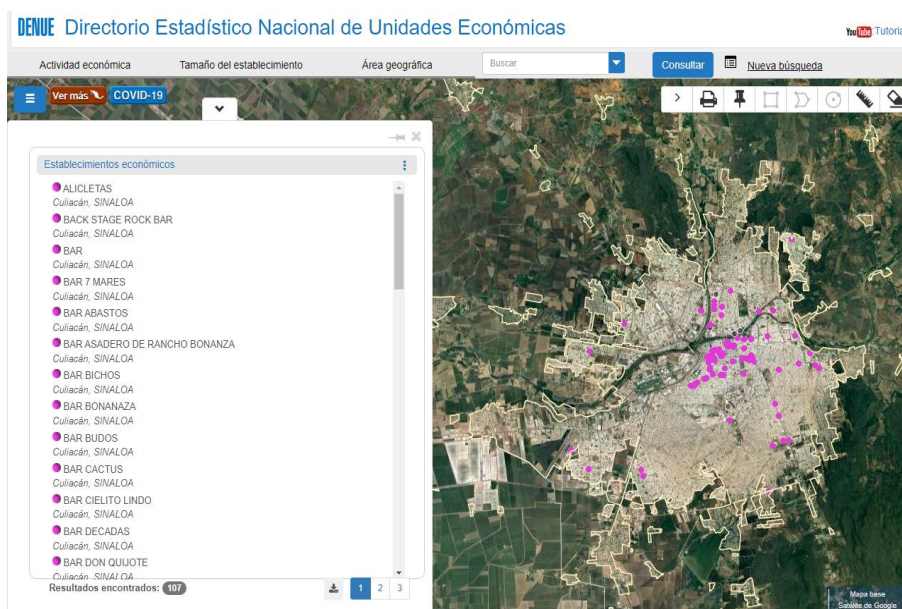 DENUE Directorio Estadístico Nacional de Unidades Económicas
YouTube Tutoria
Actividad económica Tamaño del establecimiento Área geográfica Buscar Consultar Nueva búsqueda
Ver más COVID-19
Establecimientos económicos
ALICLETAS
Culiacán, SINALOA
BACK STAGE ROCK BAR
Culiacán, SINALOA
BAR
Culiacán, SINALOA
BAR 7 MARES
Culiacán, SINALOA
BAR ABASTOS
Culiacán, SINALOA
BAR ASADERO DE RANCHO BONANZA
Culiacán, SINALOA
BAR BICHOS
Culiacán, SINALOA
BAR BONANAZA
Culiacán, SINALOA
BAR BUDOS
Culiacán, SINALOA
BAR CACTUS
Culiacán, SINALOA
BAR CIELITO LINDO
Culiacán, SINALOA
BAR DECADAS
Culiacán, SINALOA
BAR DON QUIJOTE
Culiacán, SINALOA
Resultados encontrados: 107
1 2 3
Mapa base
Satélite de Google